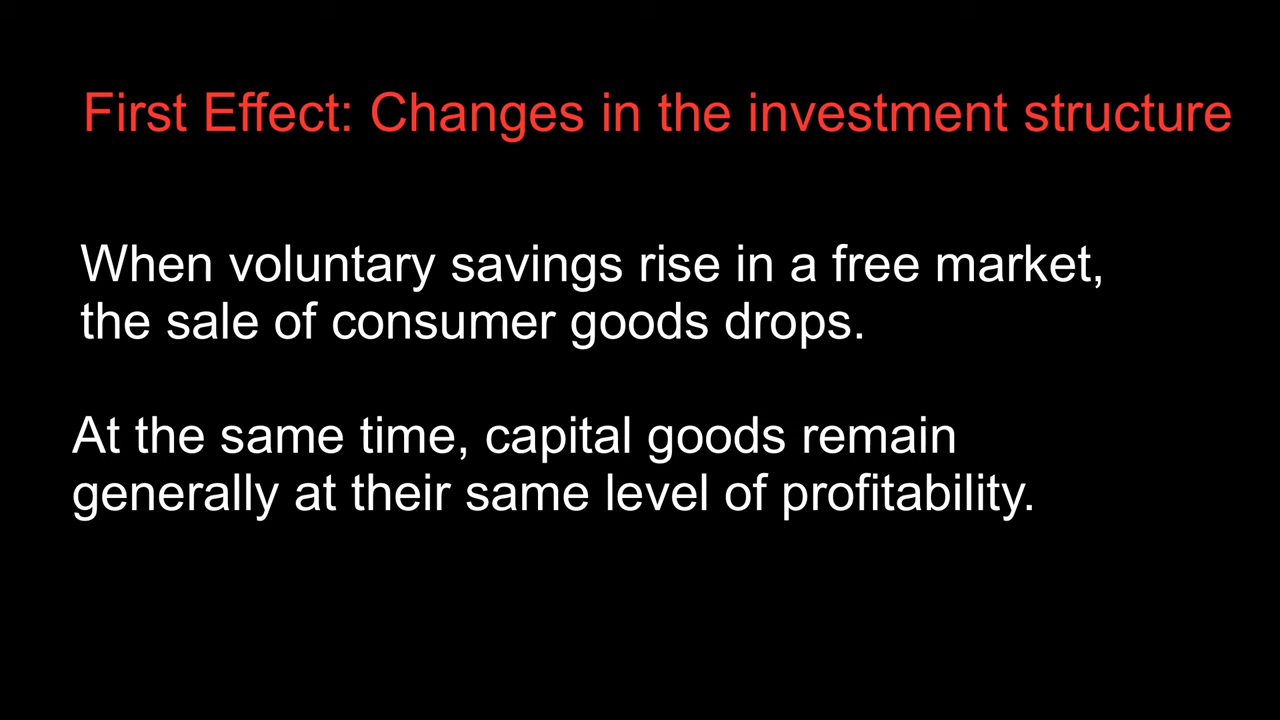 First Effect: Changes in the investment structure
When voluntary savings rise in a free market,
the sale of consumer goods drops.
At the same time, capital goods remain
generally at their same level of profitability.